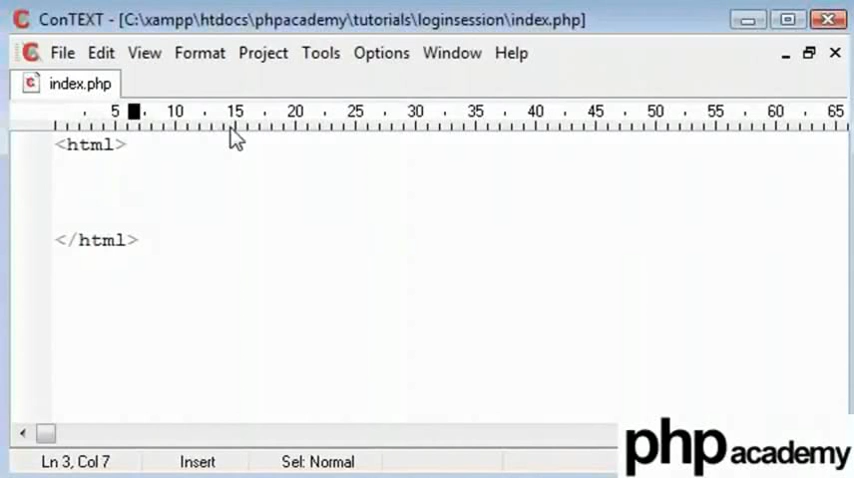 ConTEXT - [C:\xampp\htdocs\phpacademy\tutorials\loginsession\index.php]
File Edit View Format Project Tools Options Window Help
index.php
5 10 15 20 25 30 35 40 45 50 55 60 65
<html>
</html>
Ln 3, Col 7 Insert Sel: Normal
php academy